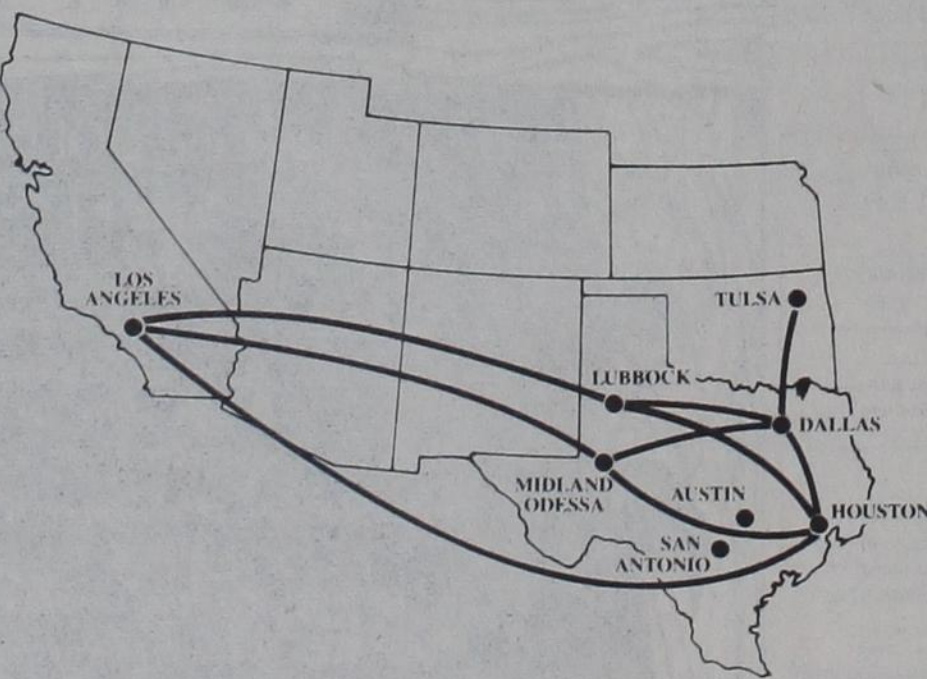 LOS
ANGELES
TULSA
LUBBOCK
DALLAS
MIDLAND
ODESSA
AUSTIN
HOUSTON
SAN
ANTONIO